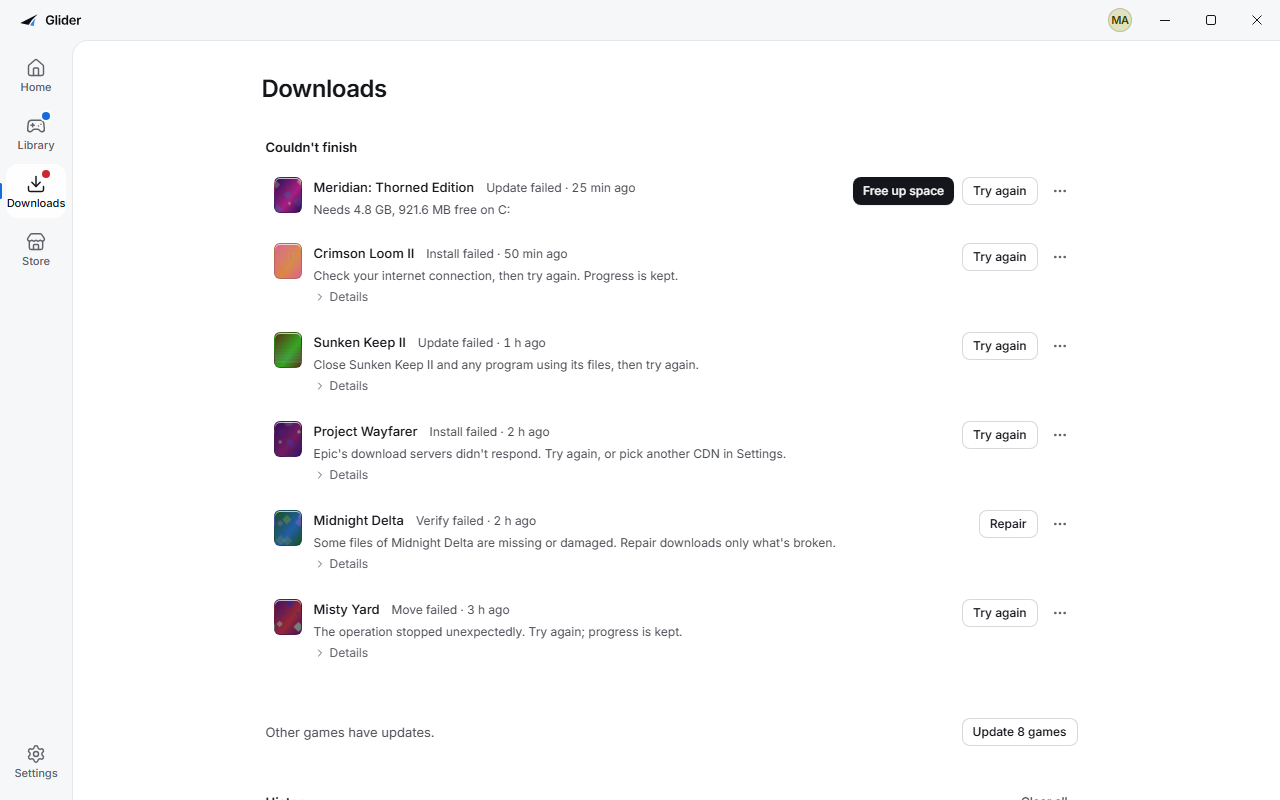 Glider
MA
Home
Library
Downloads
Store
Settings
Downloads
Couldn't finish
Meridian: Thorned Edition Update failed · 25 min ago
Needs 4.8 GB, 921.6 MB free on C:
Free up space
Try again
Crimson Loom II Install failed · 50 min ago
Check your internet connection, then try again. Progress is kept.
Details
Try again
Sunken Keep II Update failed · 1 h ago
Close Sunken Keep II and any program using its files, then try again.
Details
Try again
Project Wayfarer Install failed · 2 h ago
Epic's download servers didn't respond. Try again, or pick another CDN in Settings.
Details
Try again
Midnight Delta Verify failed · 2 h ago
Some files of Midnight Delta are missing or damaged. Repair downloads only what's broken.
Details
Repair
Misty Yard Move failed · 3 h ago
The operation stopped unexpectedly. Try again; progress is kept.
Details
Try again
Other games have updates.
Update 8 games